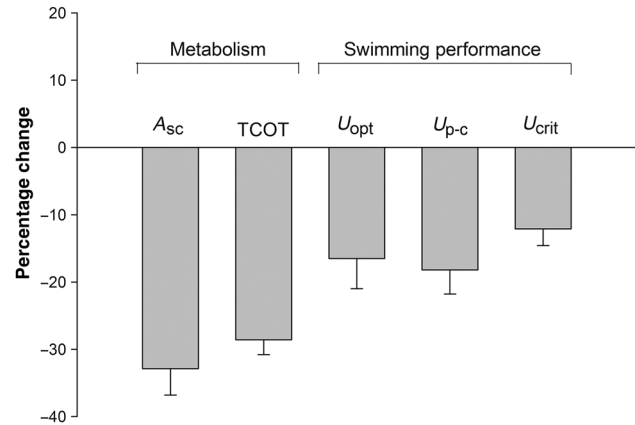 Metabolism
Swimming performance
Asc
TCOT
Uopt
Up-c
Ucrit
Percentage change
20
10
0
−10
−20
−30
−40